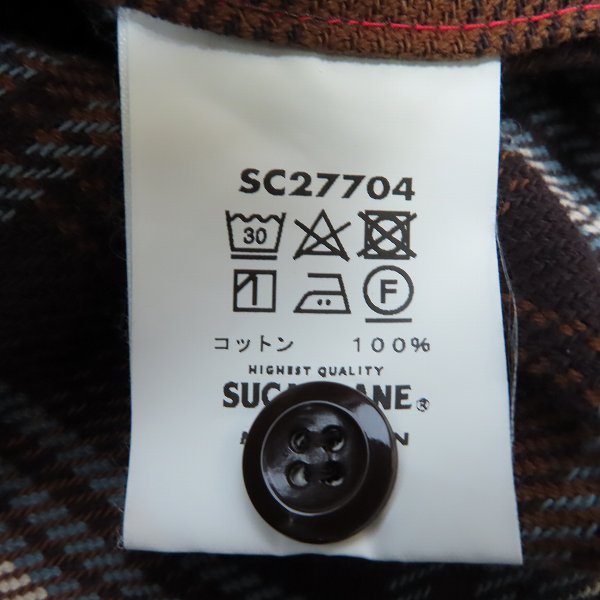 SC27704
30
F
コットン 100%
HIGHEST QUALITY
®